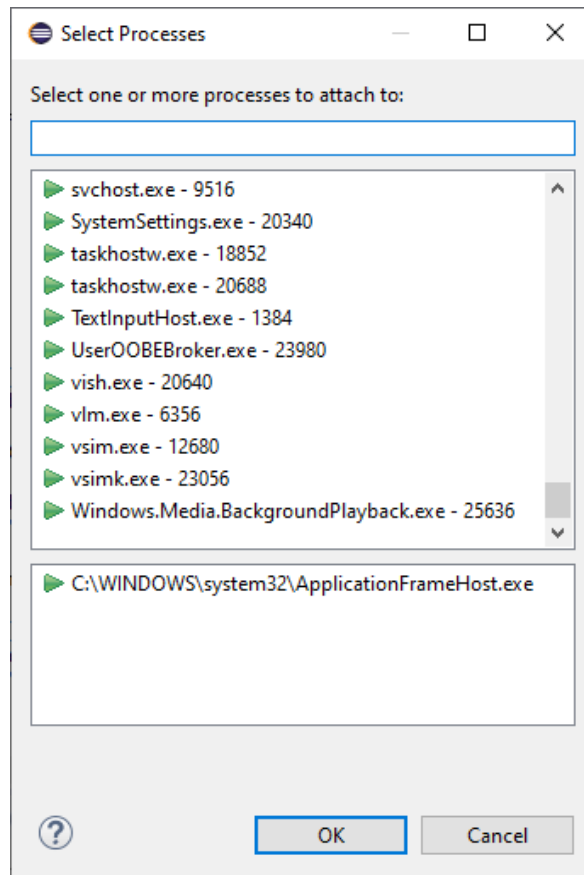 Select Processes
Select one or more processes to attach to:
svchost.exe - 9516
SystemSettings.exe - 20340
taskhostw.exe - 18852
taskhostw.exe - 20688
TextInputHost.exe - 1384
UserOOBEBroker.exe - 23980
vish.exe - 20640
vlm.exe - 6356
vsim.exe - 12680
vsimk.exe - 23056
Windows.Media.BackgroundPlayback.exe - 25636
C:\WINDOWS\system32\ApplicationFrameHost.exe
?
OK Cancel